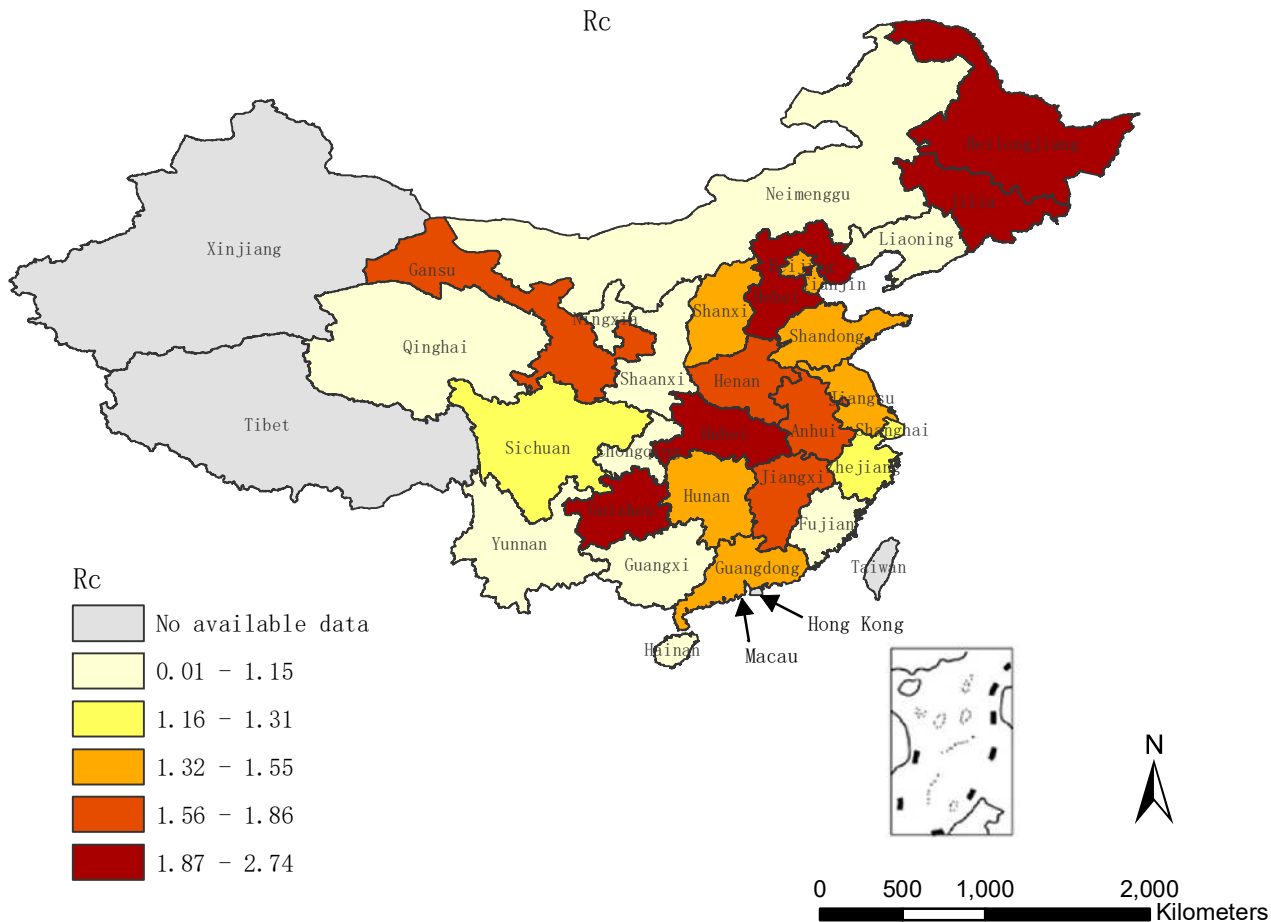 Rc
Heilongjiang
Jilin
Neimenggu
Liaoning
Xinjiang
Gansu
Beijing
Tianjin
Hebei
Ningxia
Shanxi
Shandong
Qinghai
Shaanxi
Henan
Jiangsu
Tibet
Anhui
Shanghai
Hubei
Sichuan
Chongqing
Zhejiang
Jiangxi
Hunan
Guizhou
Fujian
Yunnan
Guangxi
Guangdong
Taiwan
Hong Kong
Macau
Hainan
Rc
No available data
0.01 - 1.15
1.16 - 1.31
1.32 - 1.55
1.56 - 1.86
1.87 - 2.74
N
0 500 1,000 2,000
Kilometers